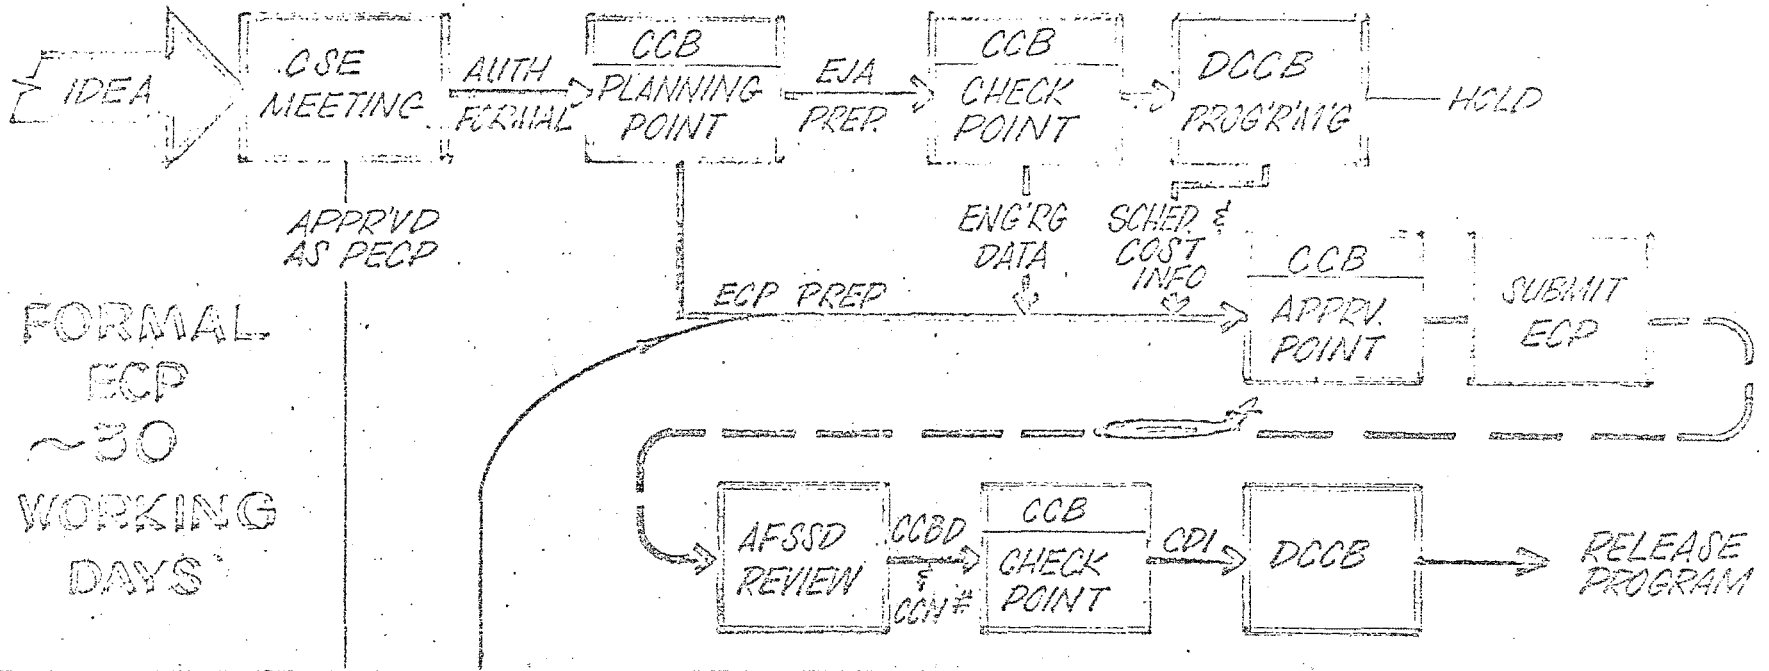 IDEA
CSE
MEETING
AUTH
FORMAL
CCB
PLANNING
POINT
EJA
PREP.
CCB
CHECK
POINT
DCCB
PROG'R'M'G
HOLD
APPR'VD
AS PECP
ENG'RG
DATA
SCHED. &
COST
INFO
ECP PREP
CCB
APPRV.
POINT
SUBMIT
ECP
FORMAL
ECP
~30
WORKING
DAYS
AFSSD
REVIEW
CCBD
&
CCN #
CCB
CHECK
POINT
CDI
DCCB
RELEASE
PROGRAM